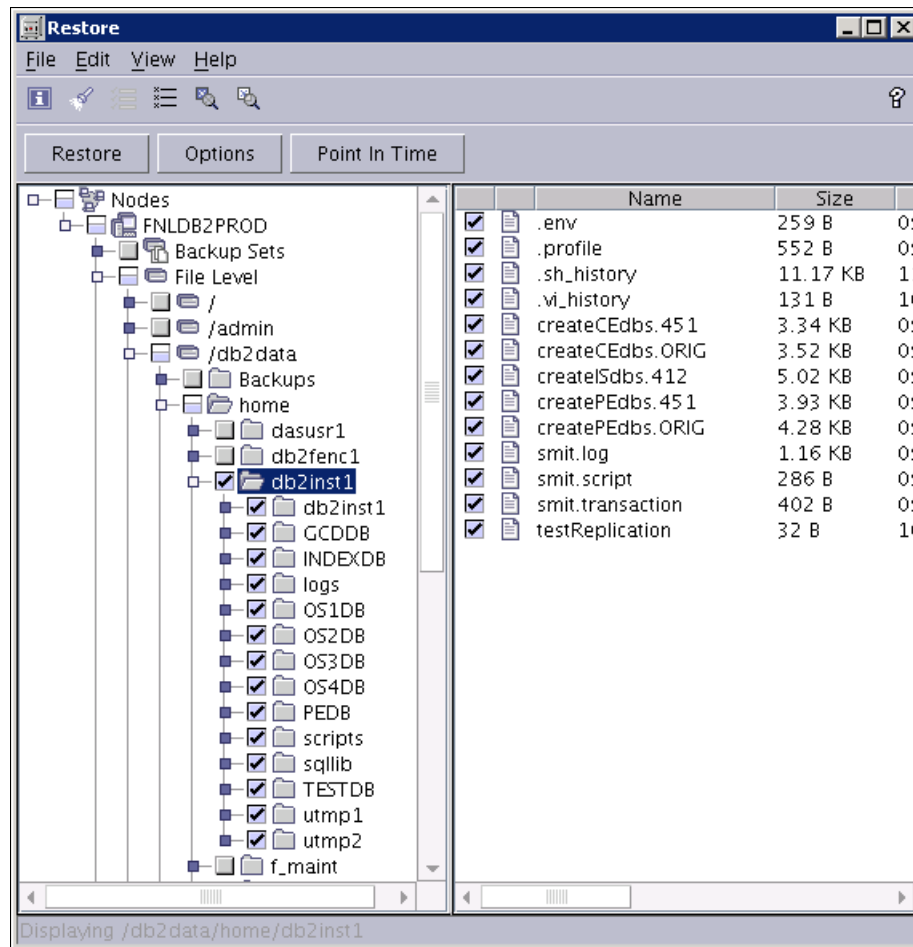 Restore
File Edit View Help
Restore Options Point In Time
Nodes
FNLDB2PROD
Backup Sets
File Level
/
/admin
/db2data
Backups
home
dasusr1
db2fenc1
db2inst1
db2inst1
GCDDB
INDEXDB
logs
OS1DB
OS2DB
OS3DB
OS4DB
PEDB
scripts
sqllib
TESTDB
utmp1
utmp2
f_maint
Name Size
.env 259 B
.profile 552 B
.sh_history 11.17 KB
.vi_history 131 B
createCEdbs.451 3.34 KB
createCEdbs.ORIG 3.52 KB
createISdbs.412 5.02 KB
createPEdbs.451 3.93 KB
createPEdbs.ORIG 4.28 KB
smit.log 1.16 KB
smit.script 286 B
smit.transaction 402 B
testReplication 32 B
Displaying /db2data/home/db2inst1